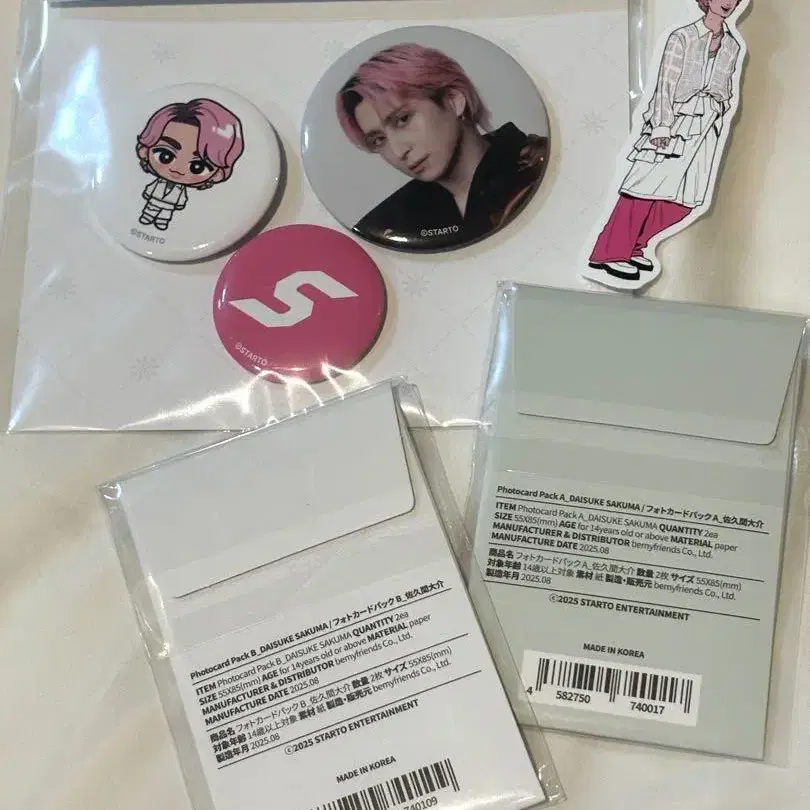 ©STARTO
©STARTO
©STARTO
Photocard Pack A_DAISUKE SAKUMA / フォトカードパック A_佐久間大介
ITEM Photocard Pack A_DAISUKE SAKUMA QUANTITY 2ea
SIZE 55X85(mm) AGE for 14years old or above MATERIAL paper
MANUFACTURER & DISTRIBUTOR bemyfriends Co., Ltd.
MANUFACTURE DATE 2025.08
商品名 フォトカードパック A_佐久間大介 数量 2枚 サイズ 55X85(mm)
対象年齢 14歳以上対象 素材 紙 製造・販売元 bemyfriends Co., Ltd.
製造年月 2025.08
©2025 STARTO ENTERTAINMENT
MADE IN KOREA
4 582750 740017
Photocard Pack B_DAISUKE SAKUMA / フォトカードパック B_佐久間大介
ITEM Photocard Pack B_DAISUKE SAKUMA QUANTITY 2ea
SIZE 55X85(mm) AGE for 14years old or above MATERIAL paper
MANUFACTURER & DISTRIBUTOR bemyfriends Co., Ltd.
MANUFACTURE DATE 2025.08
商品名 フォトカードパック B_佐久間大介 数量 2枚 サイズ 55X85(mm)
対象年齢 14歳以上対象 素材 紙 製造・販売元 bemyfriends Co., Ltd.
製造年月 2025.08
©2025 STARTO ENTERTAINMENT
MADE IN KOREA
740109